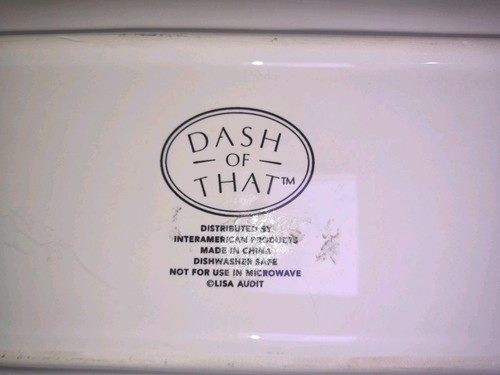 DASH
— OF —
THAT™
DISTRIBUTED BY
INTERAMERICAN PRODUCTS
MADE IN CHINA
DISHWASHER SAFE
NOT FOR USE IN MICROWAVE
©LISA AUDIT